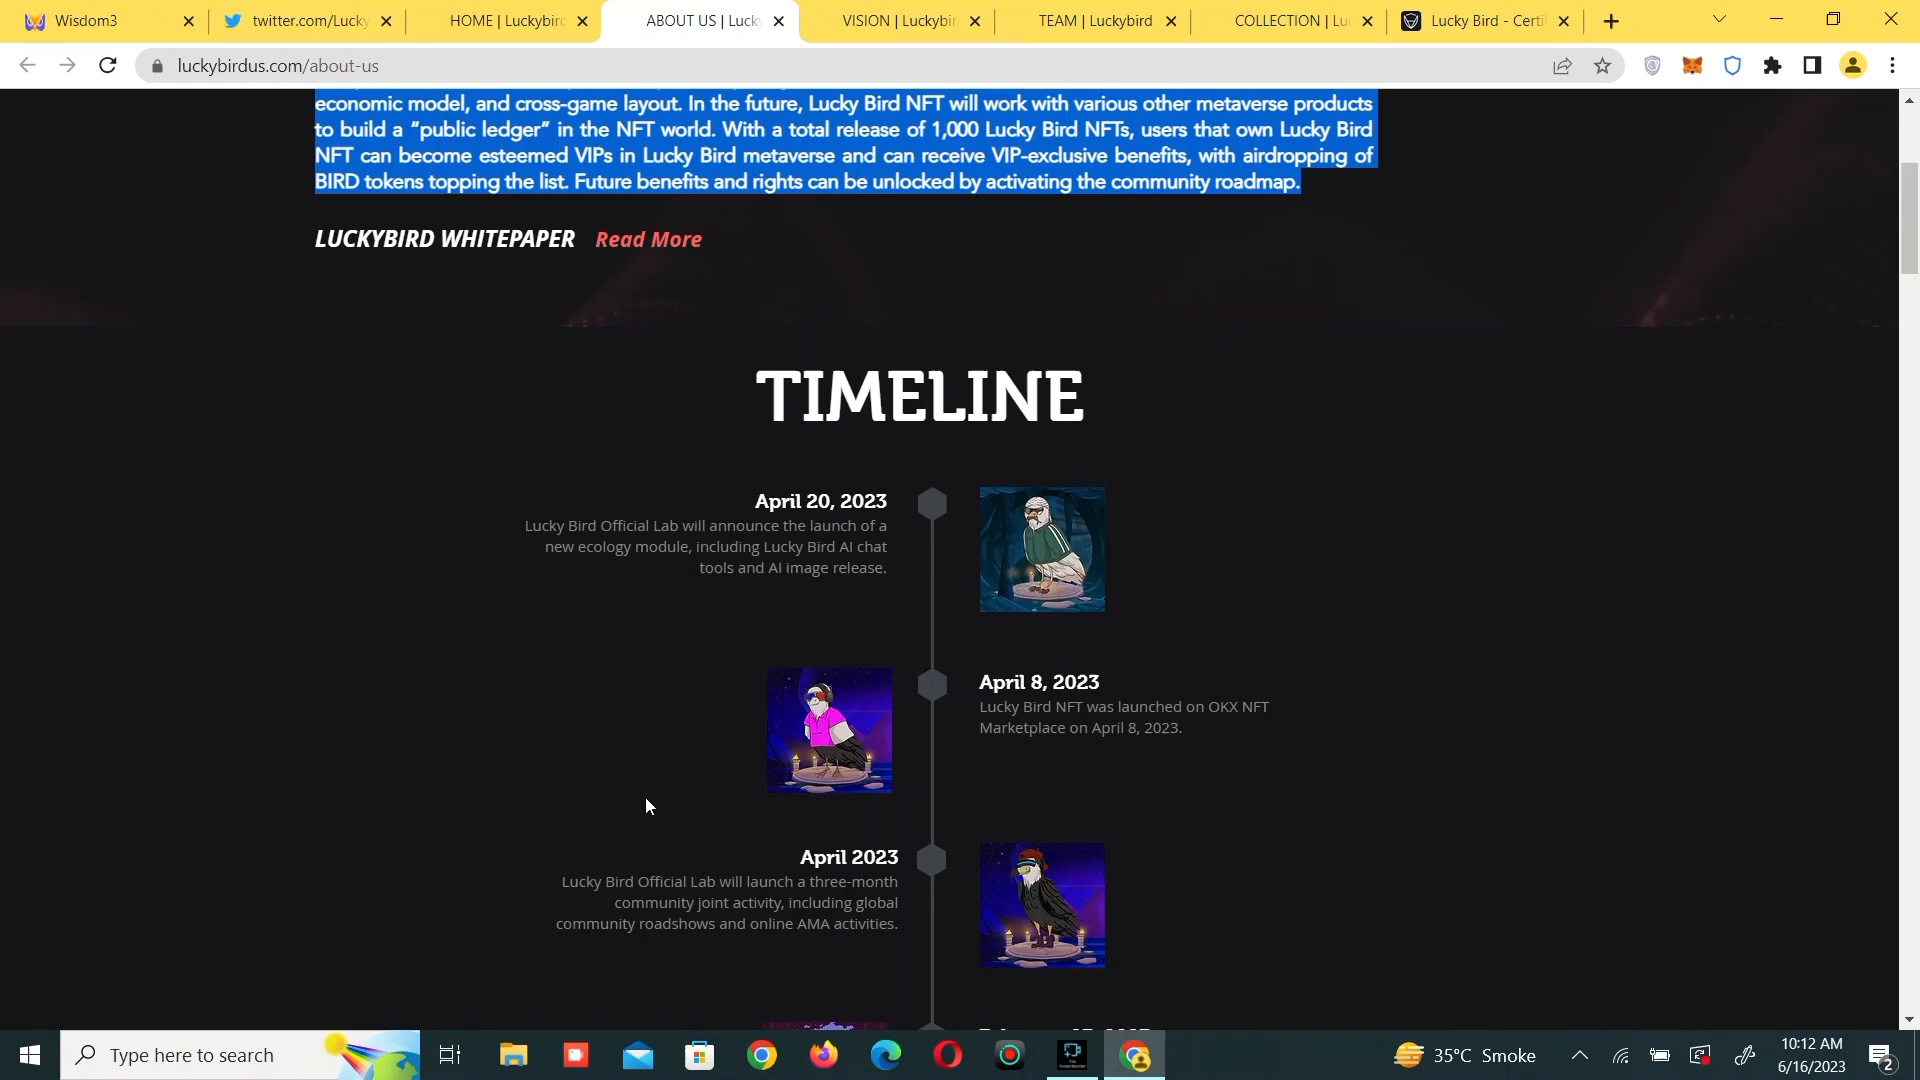 Wisdom3
twitter.com/Lucky
HOME | Luckybird
ABOUT US | Lucky
VISION | Luckybir
TEAM | Luckybird
COLLECTION | Lu
Lucky Bird - Certi
luckybirdus.com/about-us
economic model, and cross-game layout. In the future, Lucky Bird NFT will work with various other metaverse products
to build a “public ledger” in the NFT world. With a total release of 1,000 Lucky Bird NFTs, users that own Lucky Bird
NFT can become esteemed VIPs in Lucky Bird metaverse and can receive VIP-exclusive benefits, with airdropping of
BIRD tokens topping the list. Future benefits and rights can be unlocked by activating the community roadmap.
LUCKYBIRD WHITEPAPER Read More
TIMELINE
April 20, 2023
Lucky Bird Official Lab will announce the launch of a
new ecology module, including Lucky Bird AI chat
tools and AI image release.
April 8, 2023
Lucky Bird NFT was launched on OKX NFT
Marketplace on April 8, 2023.
April 2023
Lucky Bird Official Lab will launch a three-month
community joint activity, including global
community roadshows and online AMA activities.
Type here to search
35°C Smoke
10:12 AM
6/16/2023
2